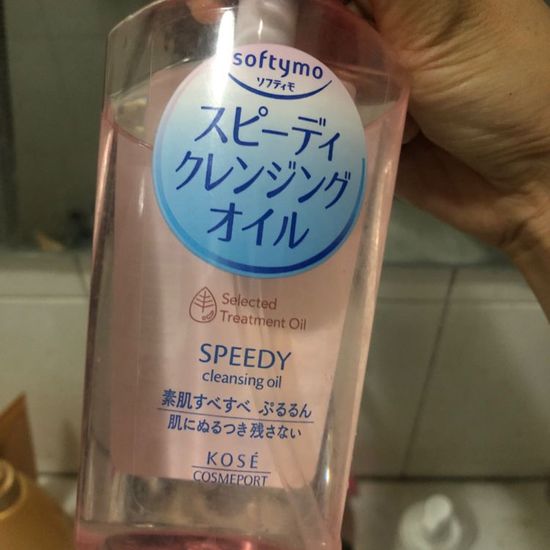 softymo
ソフティモ
スピーディ
クレンジング
オイル
Selected
Treatment Oil
SPEEDY
cleansing oil
素肌すべすべ ぷるるん
肌にぬるつき残さない
KOSÉ
COSMEPORT